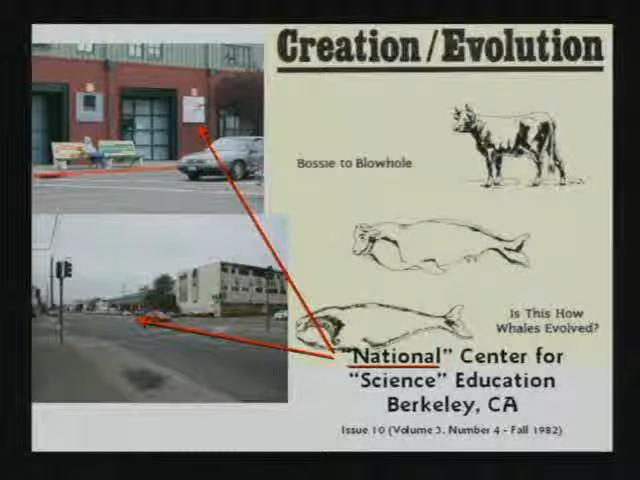 Creation/Evolution
Bossie to Blowhole
Is This How
Whales Evolved?
"National" Center for
"Science" Education
Berkeley, CA
Issue 10 (Volume 3, Number 4 - Fall 1982)